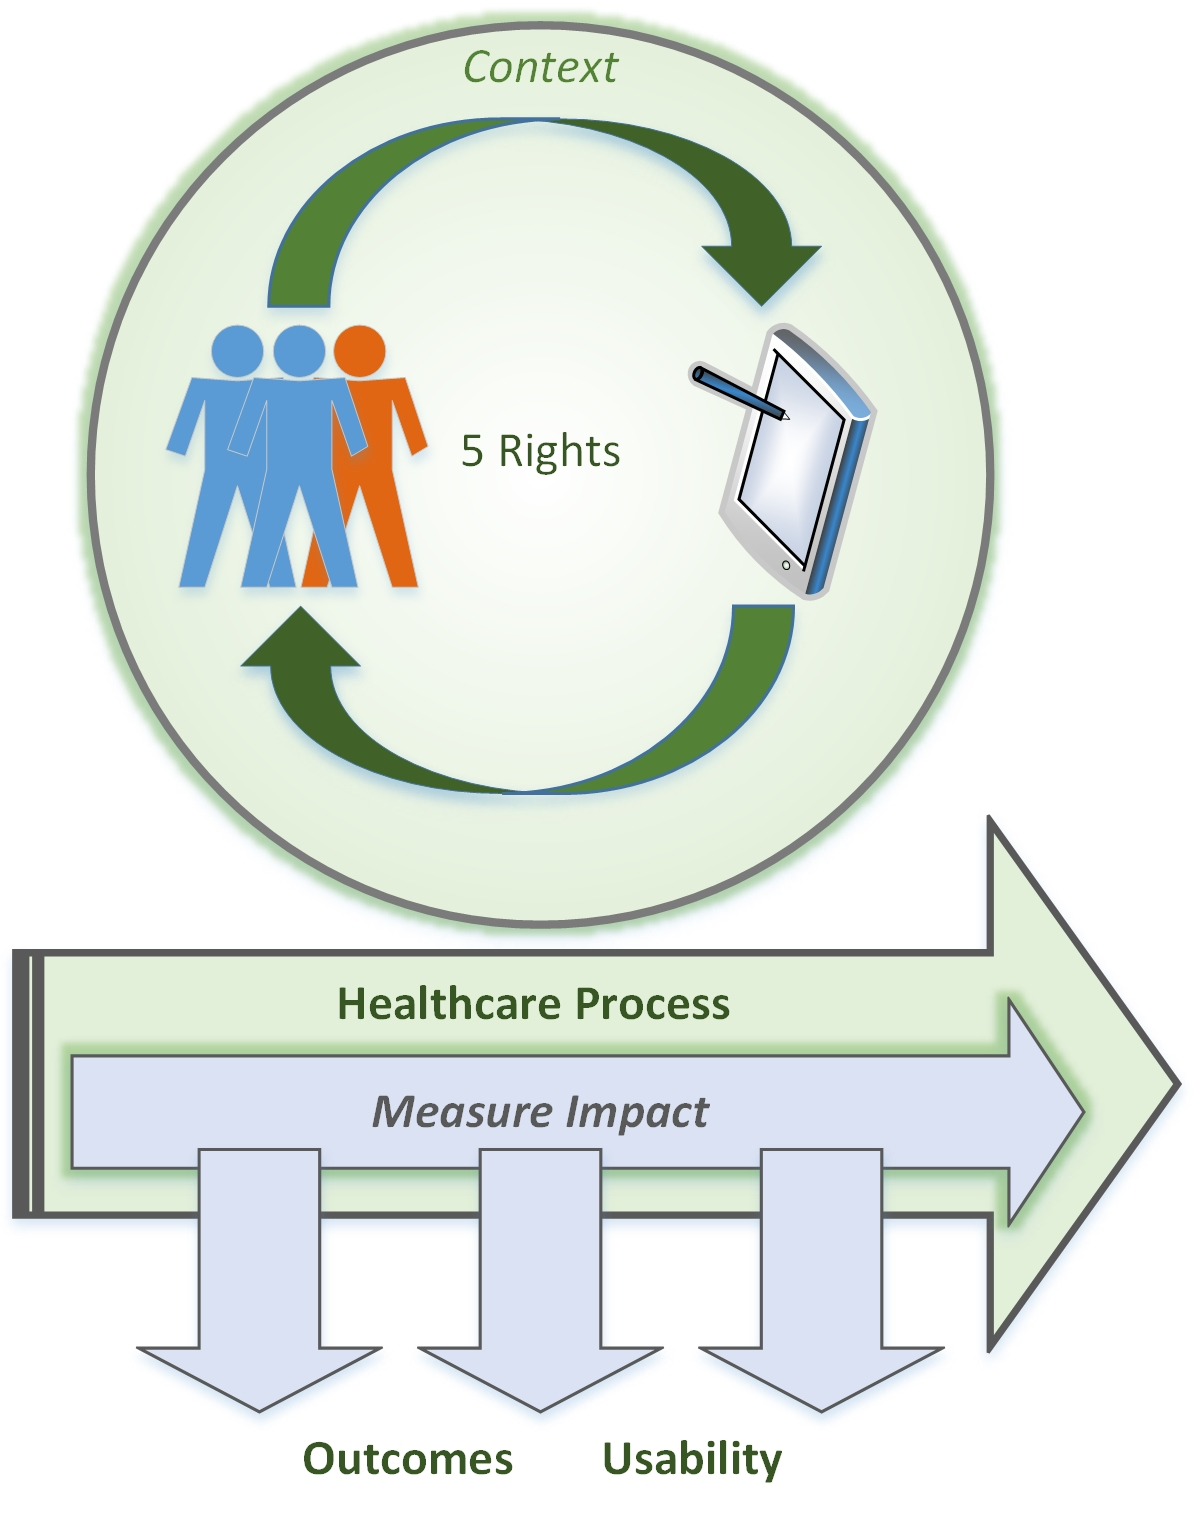 Context
5 Rights
Healthcare Process
Measure Impact
Outcomes Usability